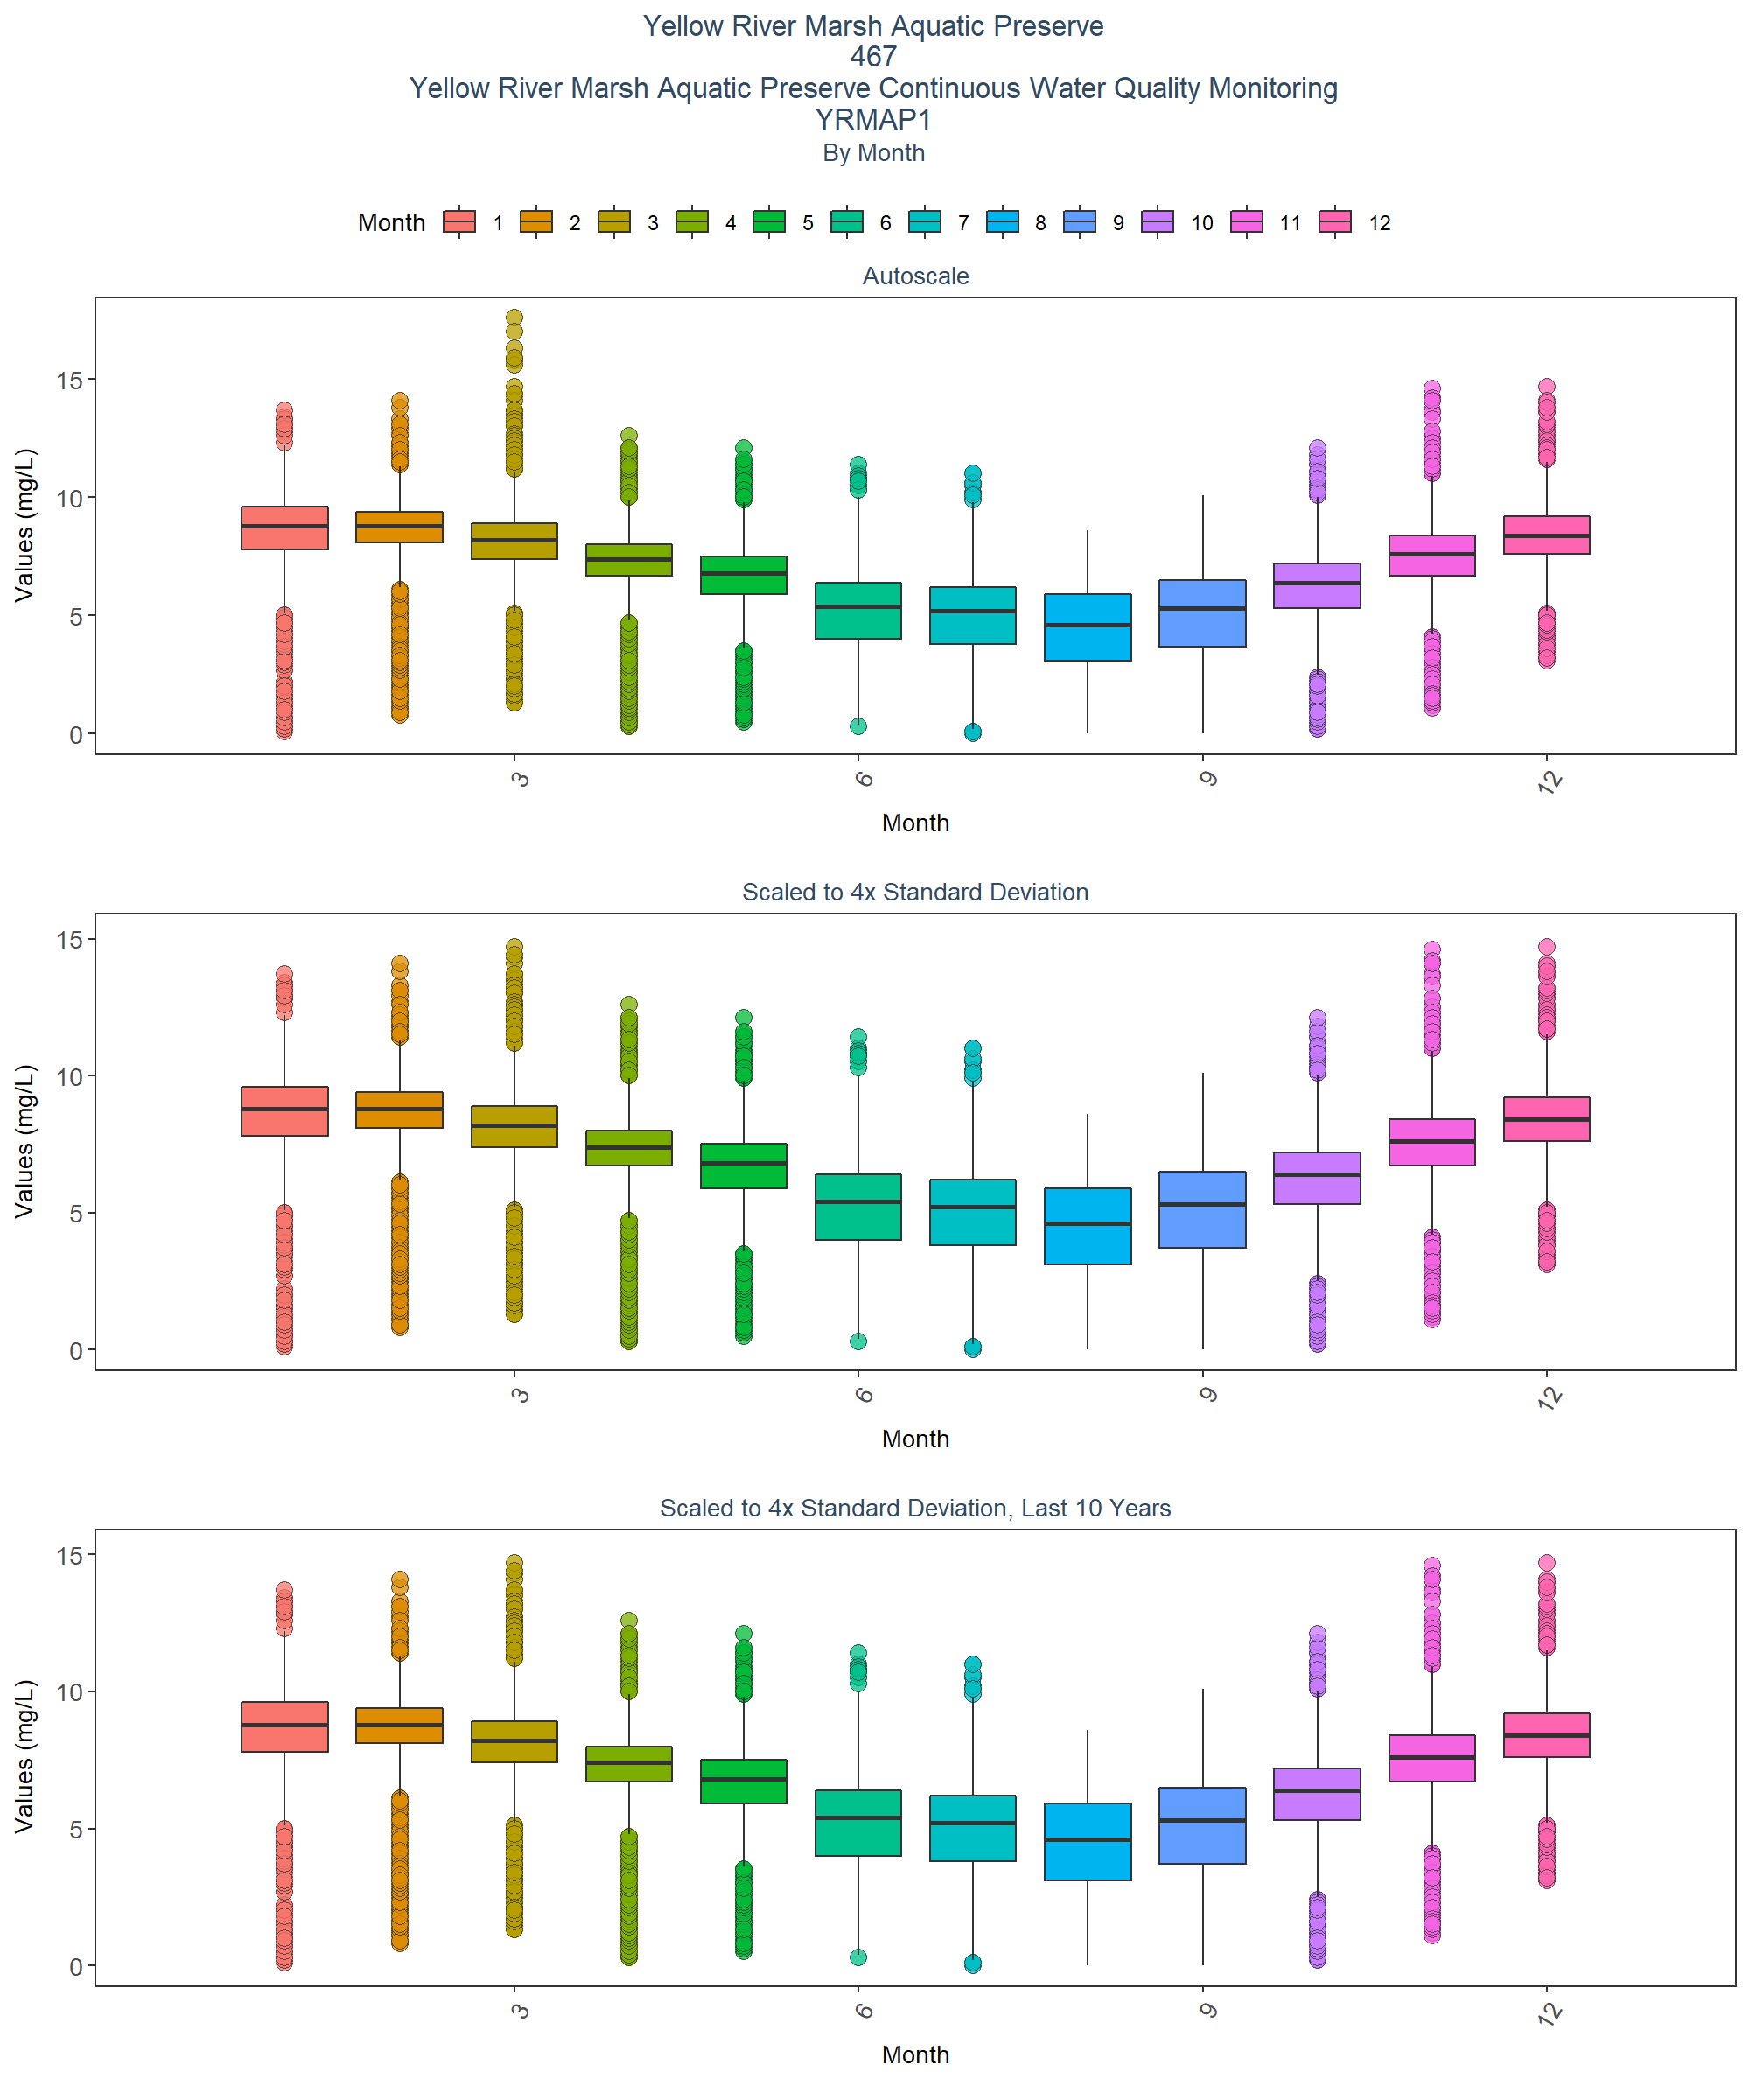 Yellow River Marsh Aquatic Preserve
467
Yellow River Marsh Aquatic Preserve Continuous Water Quality Monitoring
YRMAP1
By Month
Month 1 2 3 4 5 6 7 8 9 10 11 12
Autoscale
Values (mg/L)
15
10
5
0
3 6 9 12
Month
Scaled to 4x Standard Deviation
Values (mg/L)
15
10
5
0
3 6 9 12
Month
Scaled to 4x Standard Deviation, Last 10 Years
Values (mg/L)
15
10
5
0
3 6 9 12
Month